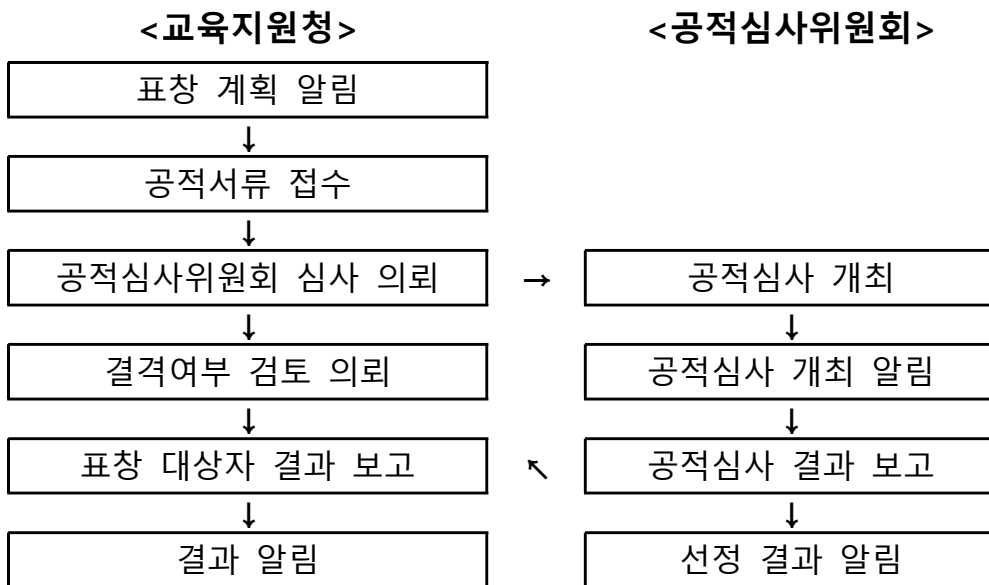 <교육지원청> <공적심사위원회>
표창 계획 알림
↓
공적서류 접수
↓
공적심사위원회 심사 의뢰 → 공적심사 개최
↓ ↓
결격여부 검토 의뢰 공적심사 개최 알림
↓ ↓
표창 대상자 결과 보고 ↖ 공적심사 결과 보고
↓ ↓
결과 알림 선정 결과 알림